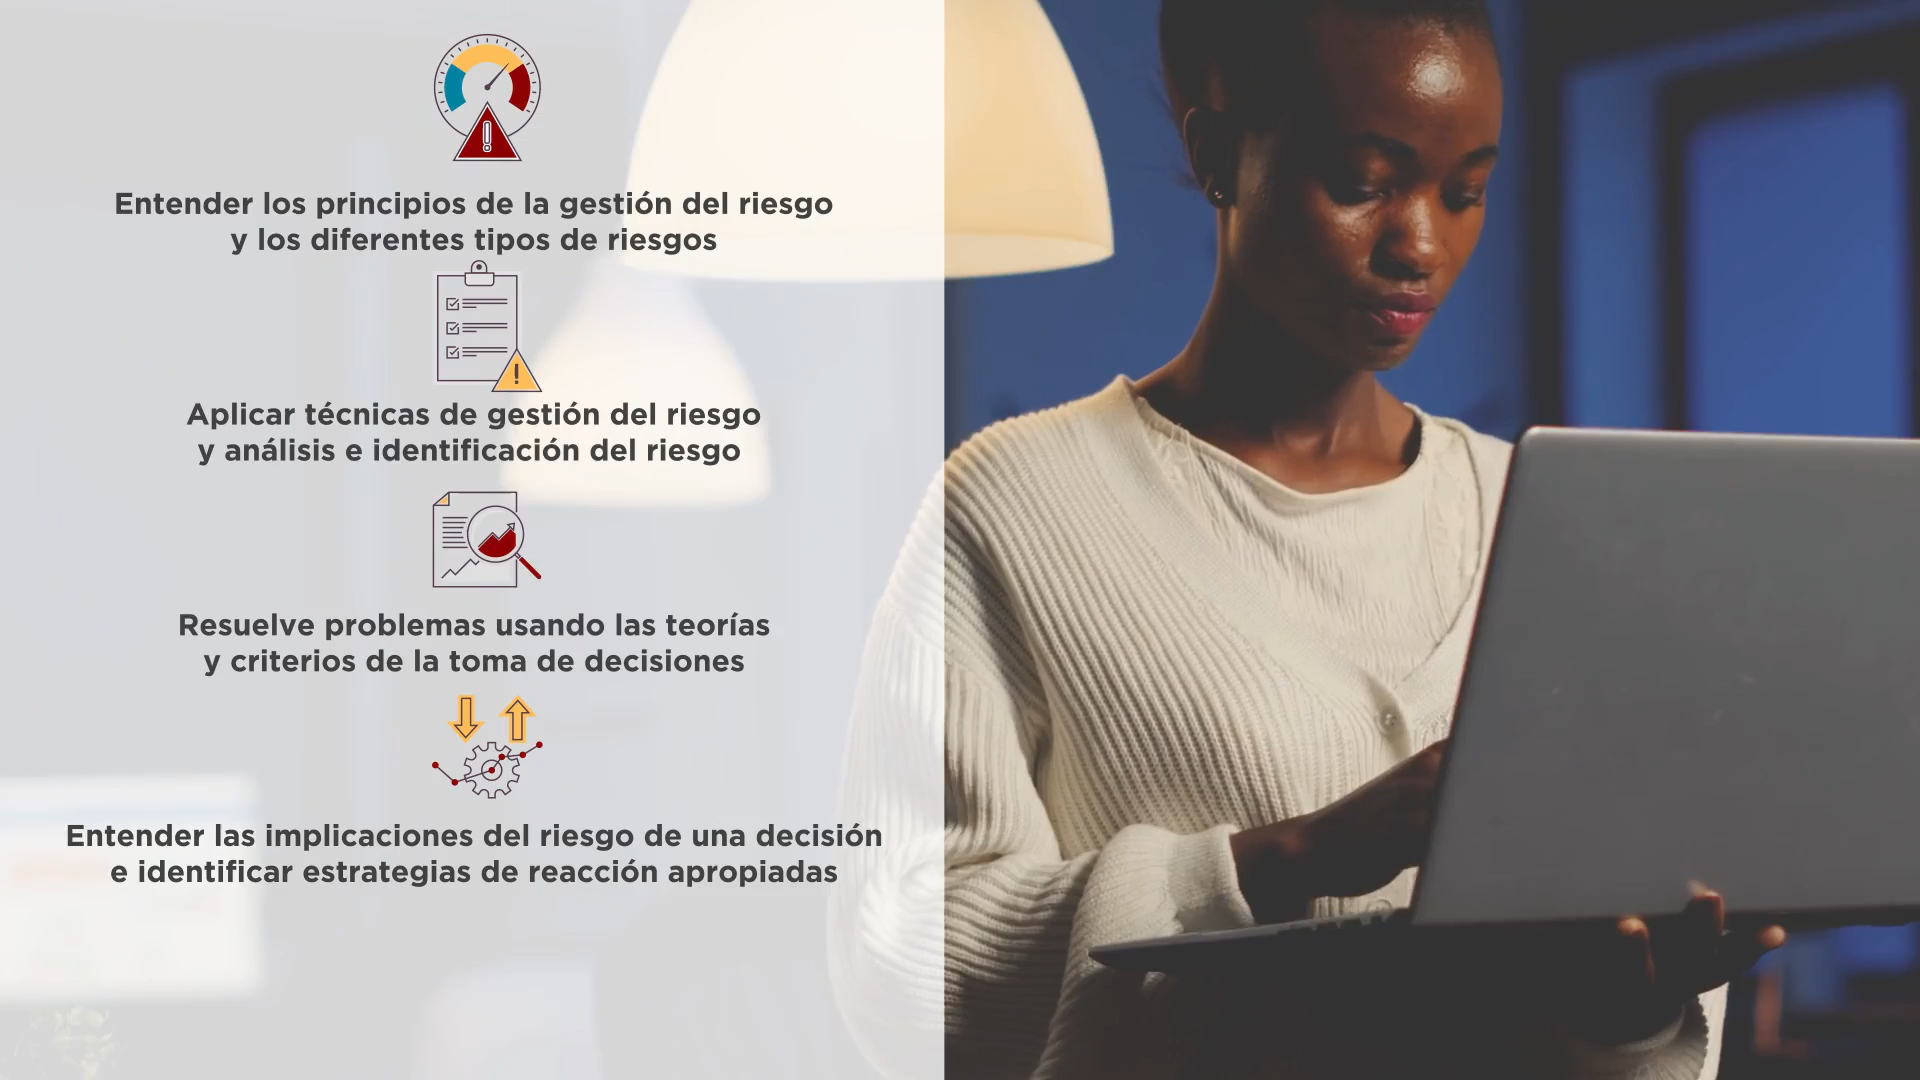 Entender los principios de la gestión del riesgo
y los diferentes tipos de riesgos
Aplicar técnicas de gestión del riesgo
y análisis e identificación del riesgo
Resuelve problemas usando las teorías
y criterios de la toma de decisiones
Entender las implicaciones del riesgo de una decisión
e identificar estrategias de reacción apropiadas